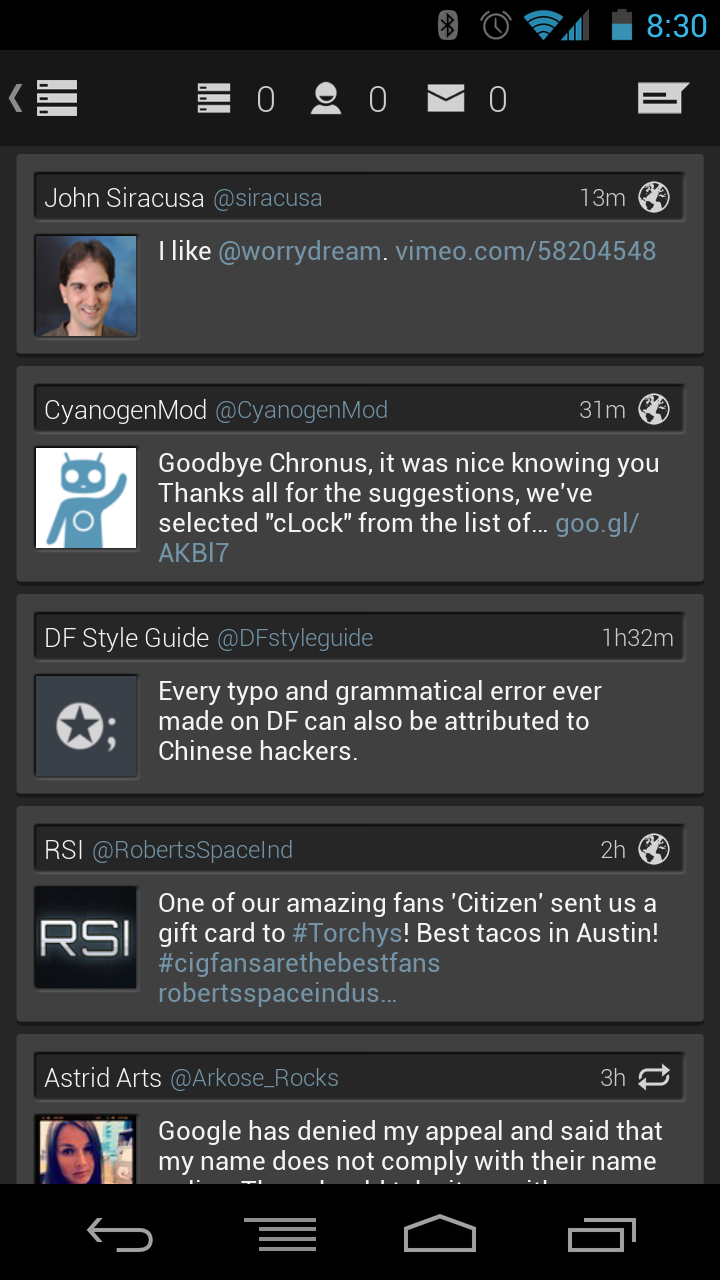 8:30
0 0 0
John Siracusa @siracusa 13m
I like @worrydream. vimeo.com/58204548
CyanogenMod @CyanogenMod 31m
Goodbye Chronus, it was nice knowing you
Thanks all for the suggestions, we've
selected "cLock" from the list of... goo.gl/
AKBl7
DF Style Guide @DFstyleguide 1h32m
Every typo and grammatical error ever
made on DF can also be attributed to
Chinese hackers.
RSI @RobertsSpaceInd 2h
RSI
One of our amazing fans 'Citizen' sent us a
gift card to #Torchys! Best tacos in Austin!
#cigfansarethebestfans
robertsspaceindus...
Astrid Arts @Arkose_Rocks 3h
Google has denied my appeal and said that
my name does not comply with their name